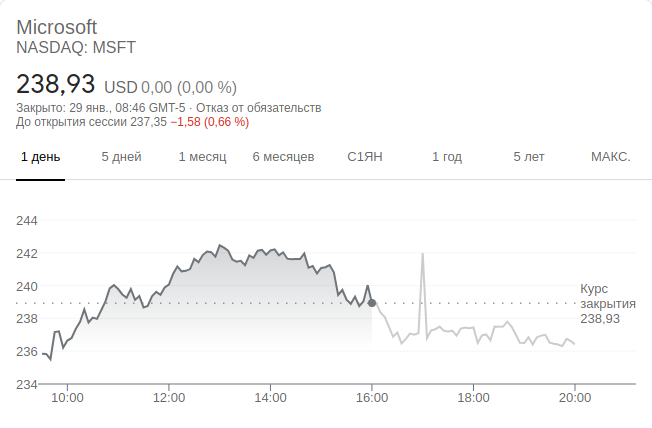 Microsoft
NASDAQ: MSFT
238,93 USD 0,00 (0,00 %)
Закрыто: 29 янв., 08:46 GMT-5 · Отказ от обязательств
До открытия сессии 237,35 −1,58 (0,66 %)
1 день 5 дней 1 месяц 6 месяцев С1ЯН 1 год 5 лет МАКС.
244
242
240
238
236
234
Курс
закрытия
238,93
10:00 12:00 14:00 16:00 18:00 20:00